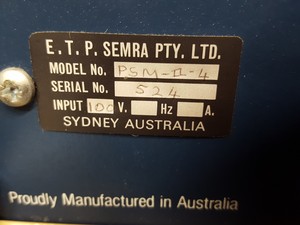 E.T.P. SEMRA PTY. LTD.
MODEL No. PSM-II-4
SERIAL No. 524
INPUT 100 V. Hz A.
SYDNEY AUSTRALIA
Proudly Manufactured in Australia